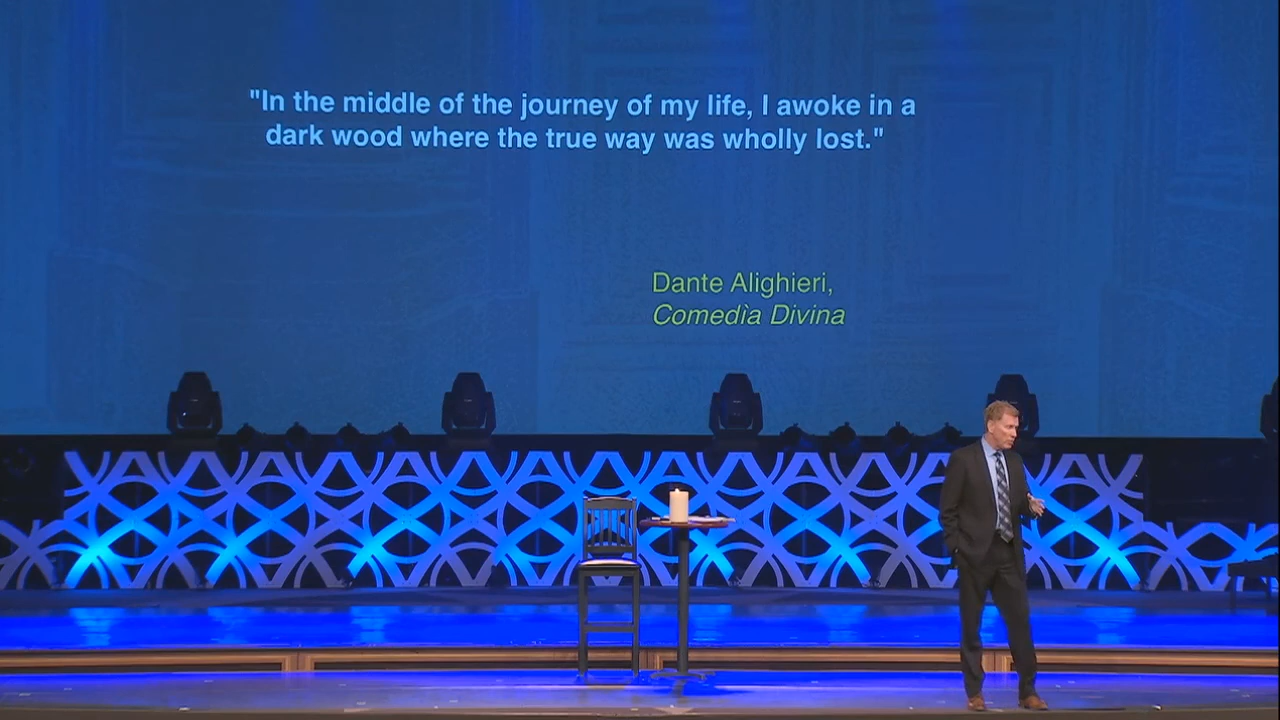 "In the middle of the journey of my life, I awoke in a
dark wood where the true way was wholly lost."
Dante Alighieri,
Comedìa Divina